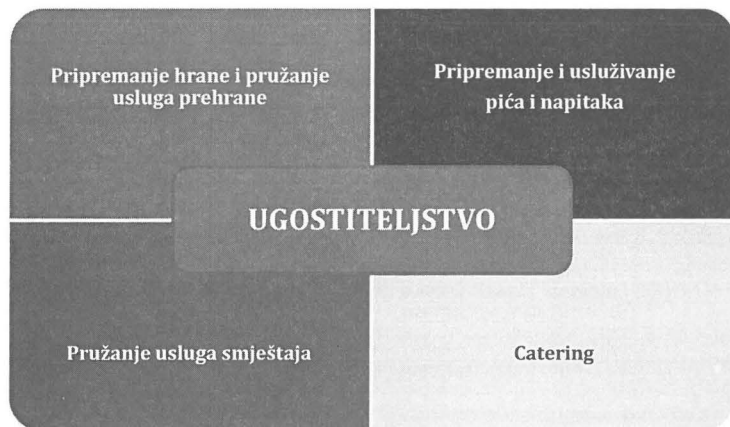 Pripremanje hrane i pružanje
usluga prehrane
Pripremanje i usluživanje
pića i napitaka
UGOSTITELJSTVO
Pružanje usluga smještaja
Catering